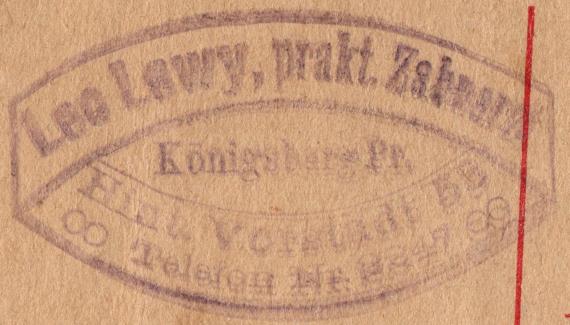 Leo Lewy, prakt. Zahnarzt
Königsberg Pr.
Hint. Vorstadt
Telefon Nr.